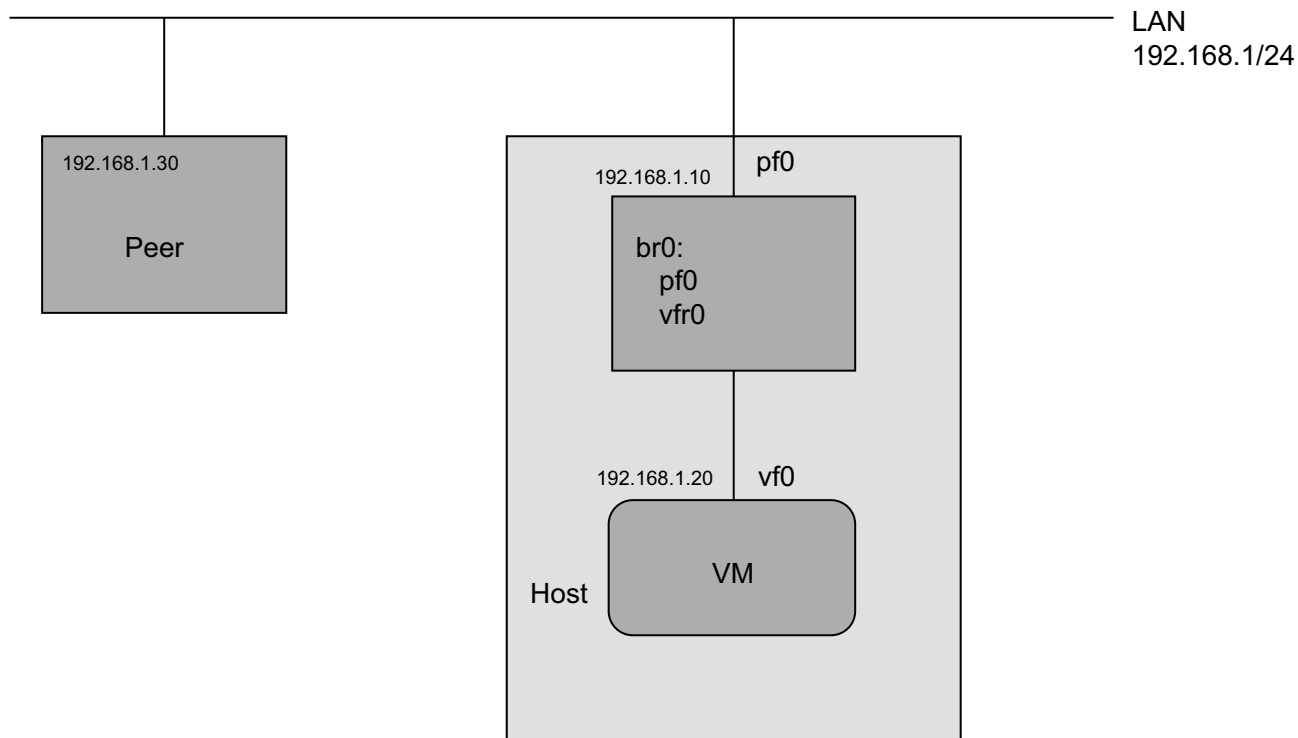 LAN
192.168.1/24
192.168.1.30
Peer
pf0
192.168.1.10
br0:
pf0
vfr0
192.168.1.20
vf0
VM
Host